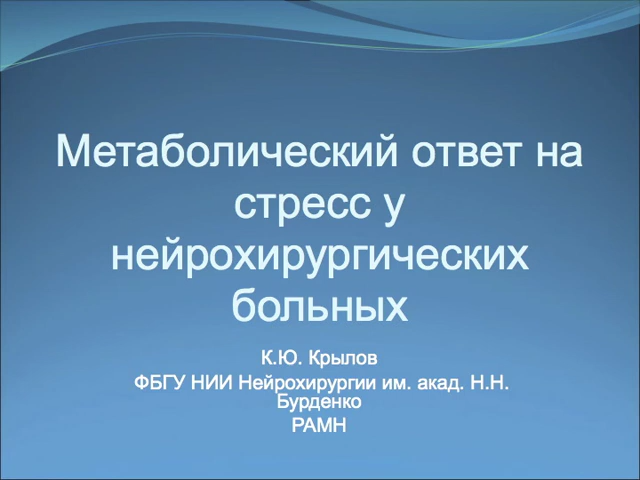 Метаболический ответ на
стресс у
нейрохирургических
больных
К.Ю. Крылов
ФБГУ НИИ Нейрохирургии им. акад. Н.Н.
Бурденко
РАМН